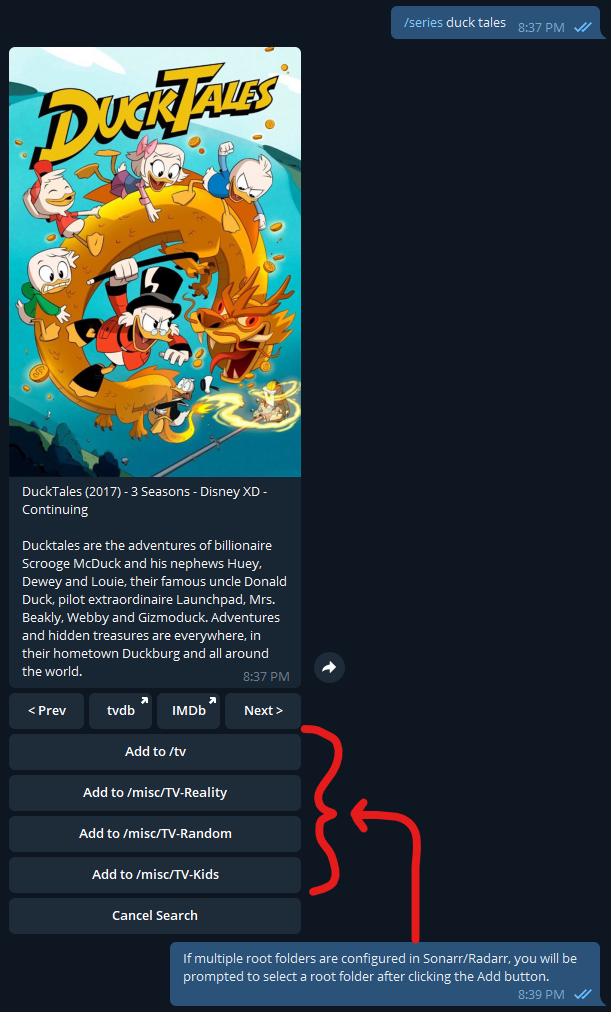 /series duck tales 8:37 PM
DUCKTALES
DuckTales (2017) - 3 Seasons - Disney XD -
Continuing
Ducktales are the adventures of billionaire
Scrooge McDuck and his nephews Huey,
Dewey and Louie, their famous uncle Donald
Duck, pilot extraordinaire Launchpad, Mrs.
Beakly, Webby and Gizmoduck. Adventures
and hidden treasures are everywhere, in
their hometown Duckburg and all around
the world. 8:37 PM
< Prev tvdb IMDb Next >
Add to /tv
Add to /misc/TV-Reality
Add to /misc/TV-Random
Add to /misc/TV-Kids
Cancel Search
If multiple root folders are configured in Sonarr/Radarr, you will be
prompted to select a root folder after clicking the Add button.
8:39 PM